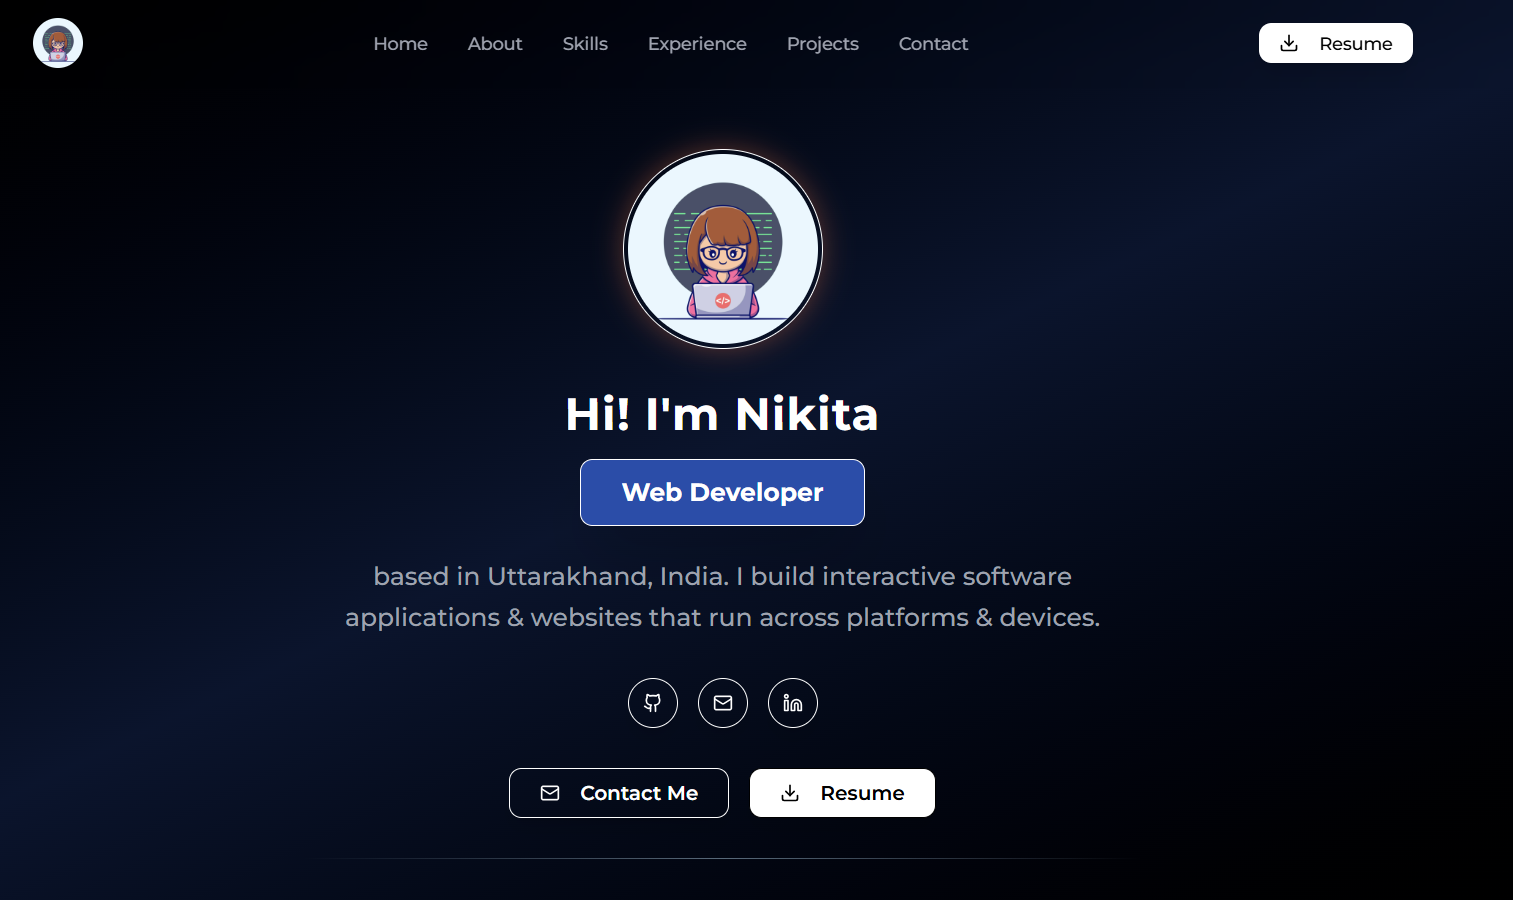 Home About Skills Experience Projects Contact Resume
</>
Hi! I'm Nikita
Web Developer
based in Uttarakhand, India. I build interactive software
applications & websites that run across platforms & devices.
in
Contact Me Resume